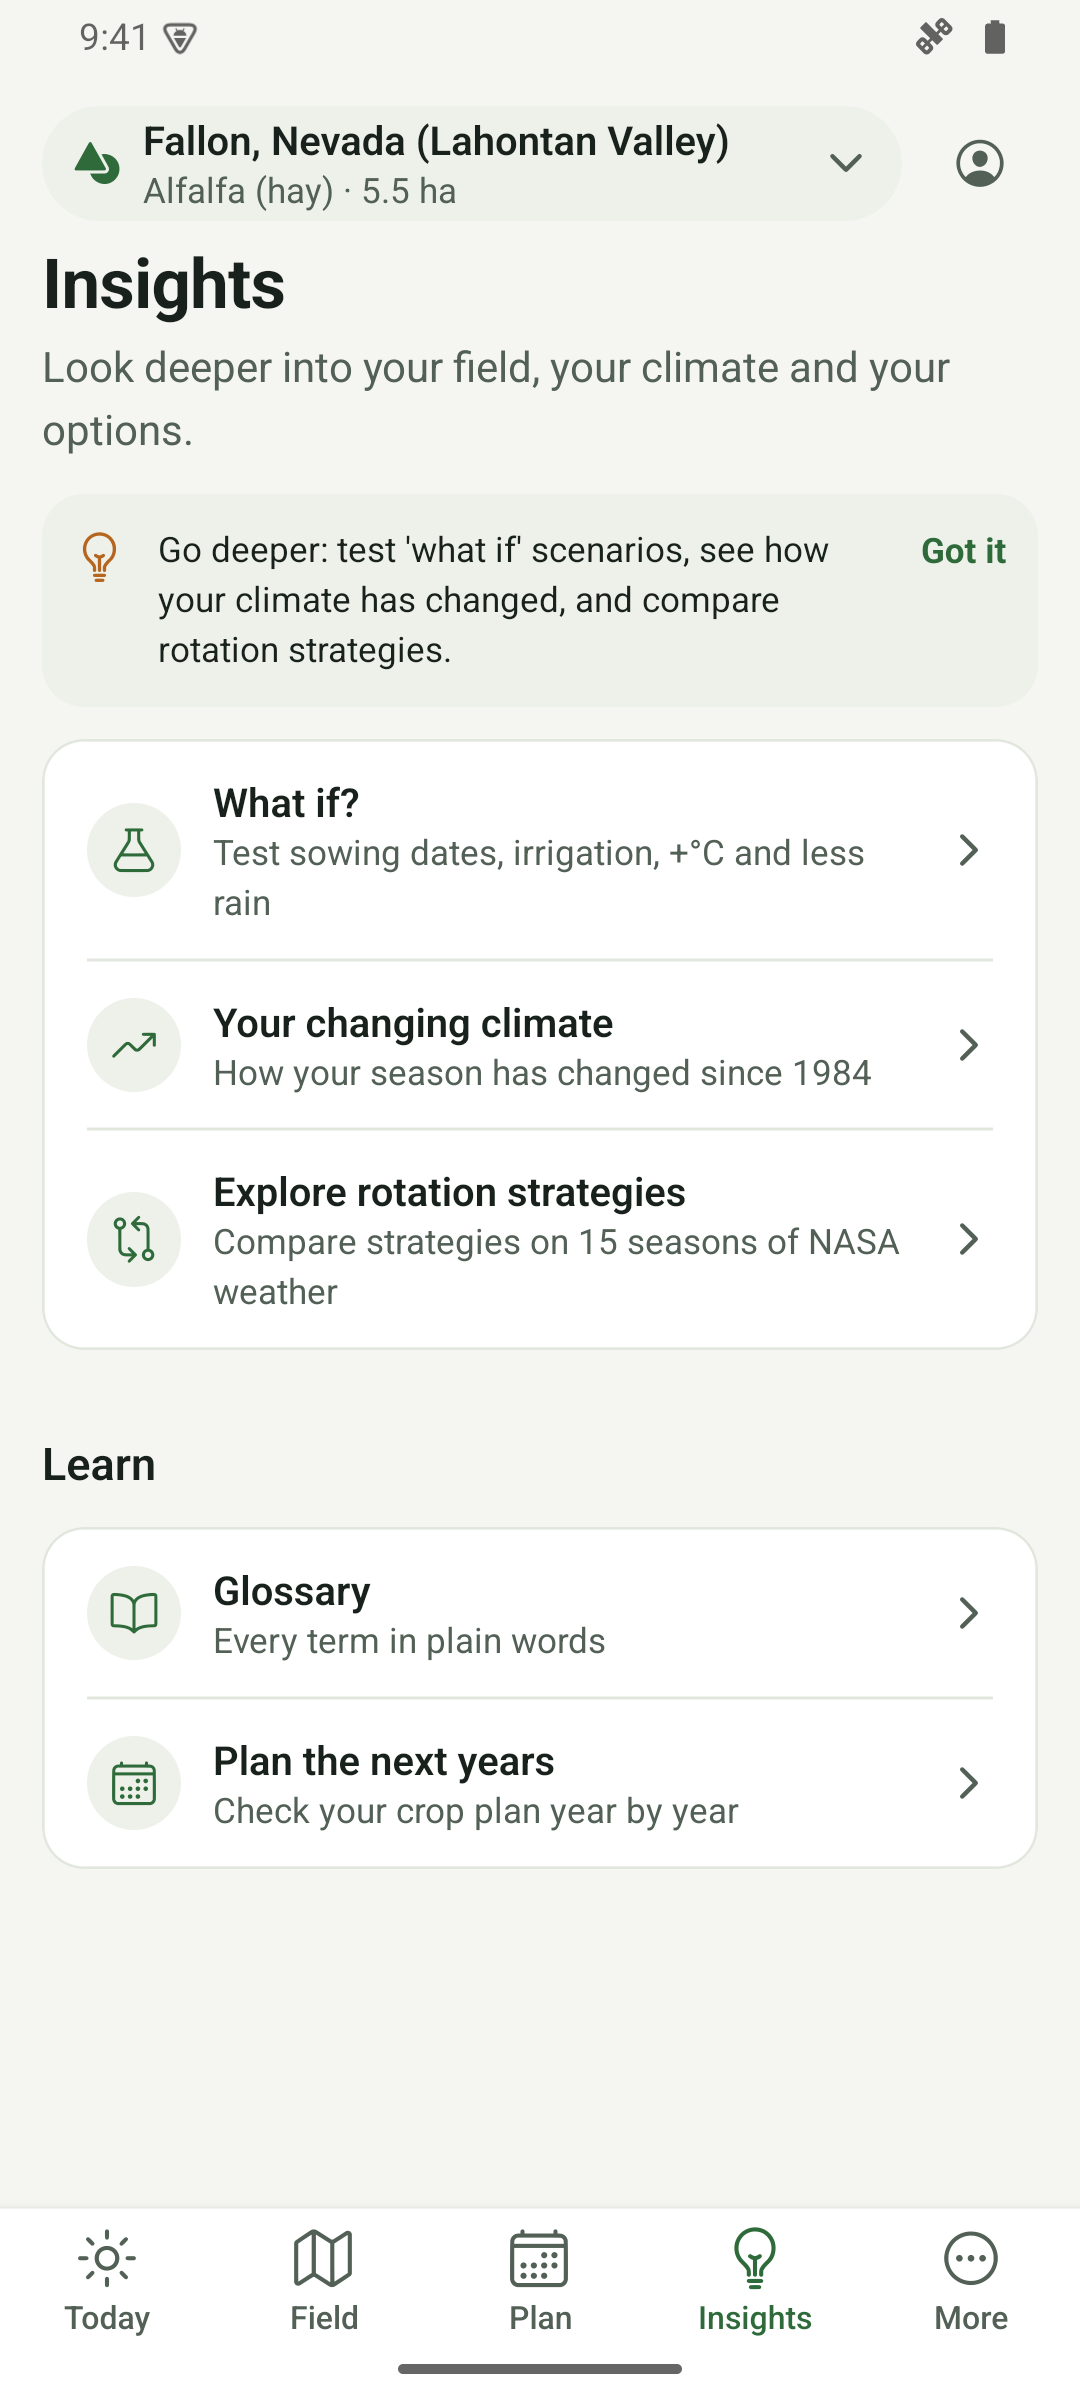 9:41
Fallon, Nevada (Lahontan Valley)
Alfalfa (hay) · 5.5 ha
Insights
Look deeper into your field, your climate and your
options.
Go deeper: test 'what if' scenarios, see how
your climate has changed, and compare
rotation strategies.
Got it
What if?
Test sowing dates, irrigation, +°C and less
rain
Your changing climate
How your season has changed since 1984
Explore rotation strategies
Compare strategies on 15 seasons of NASA
weather
Learn
Glossary
Every term in plain words
Plan the next years
Check your crop plan year by year
Today
Field
Plan
Insights
More